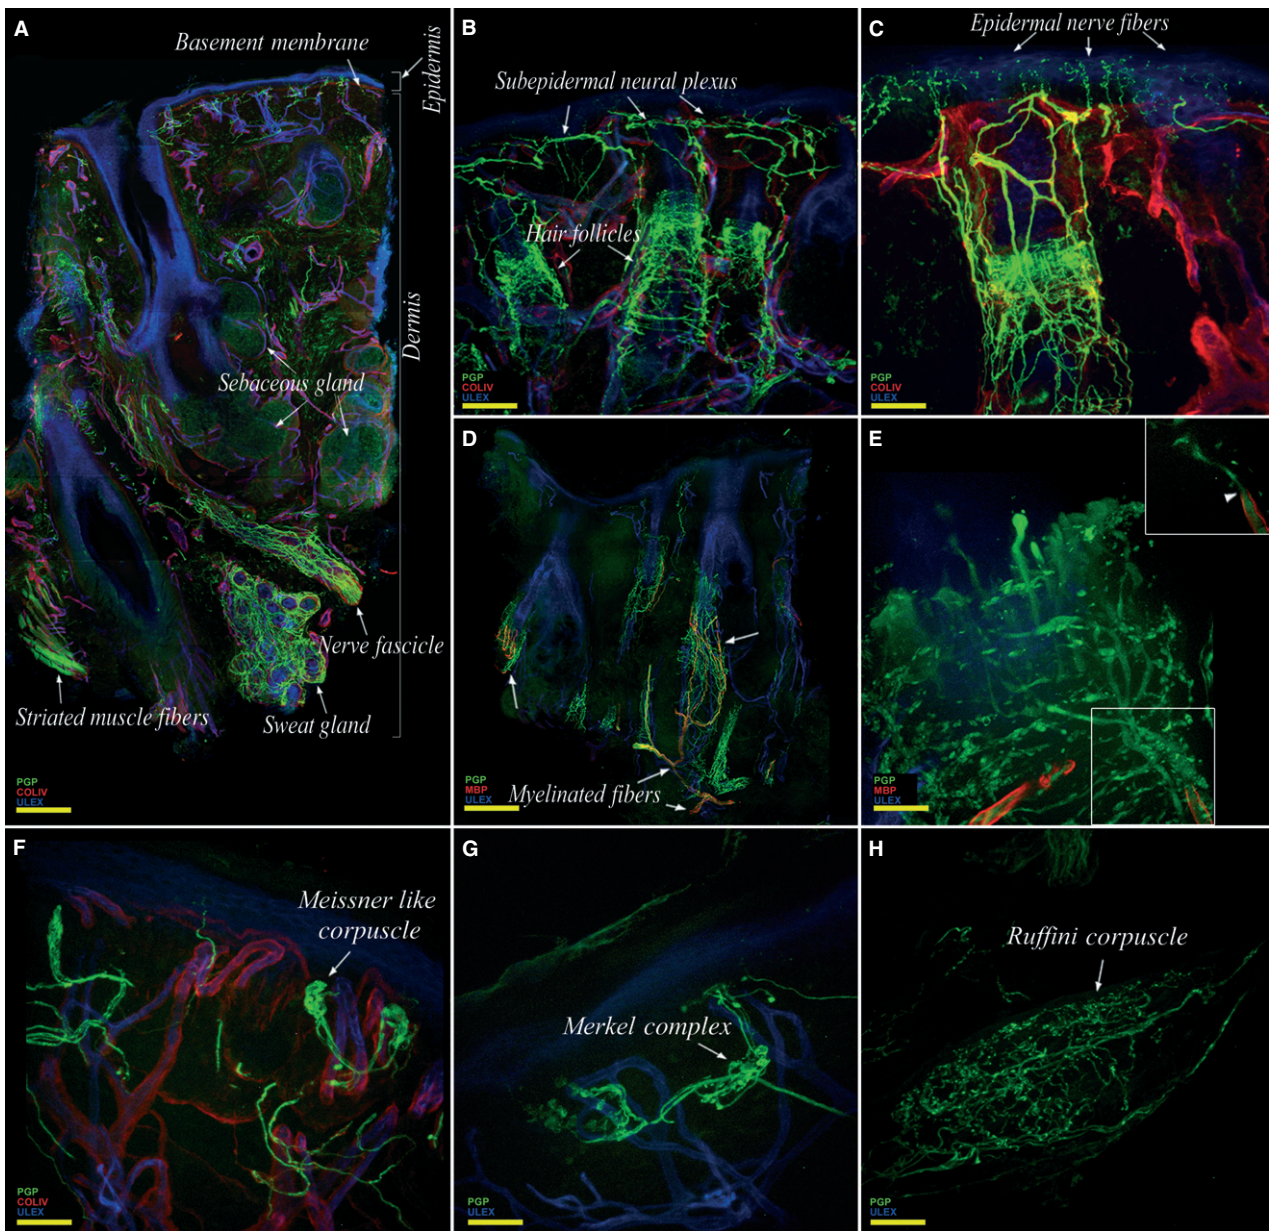 A
Basement membrane
Epidermis
Dermis
Sebaceous gland
Nerve fascicle
Striated muscle fibers
Sweat gland
PGP
COLIV
ULEX
B
Subepidermal neural plexus
Hair follicles
PGP
COLIV
ULEX
C
Epidermal nerve fibers
PGP
COLIV
ULEX
D
Myelinated fibers
PGP
MBP
ULEX
E
PGP
MBP
ULEX
F
Meissner like
corpuscle
PGP
COLIV
ULEX
G
Merkel complex
PGP
ULEX
H
Ruffini corpuscle
PGP